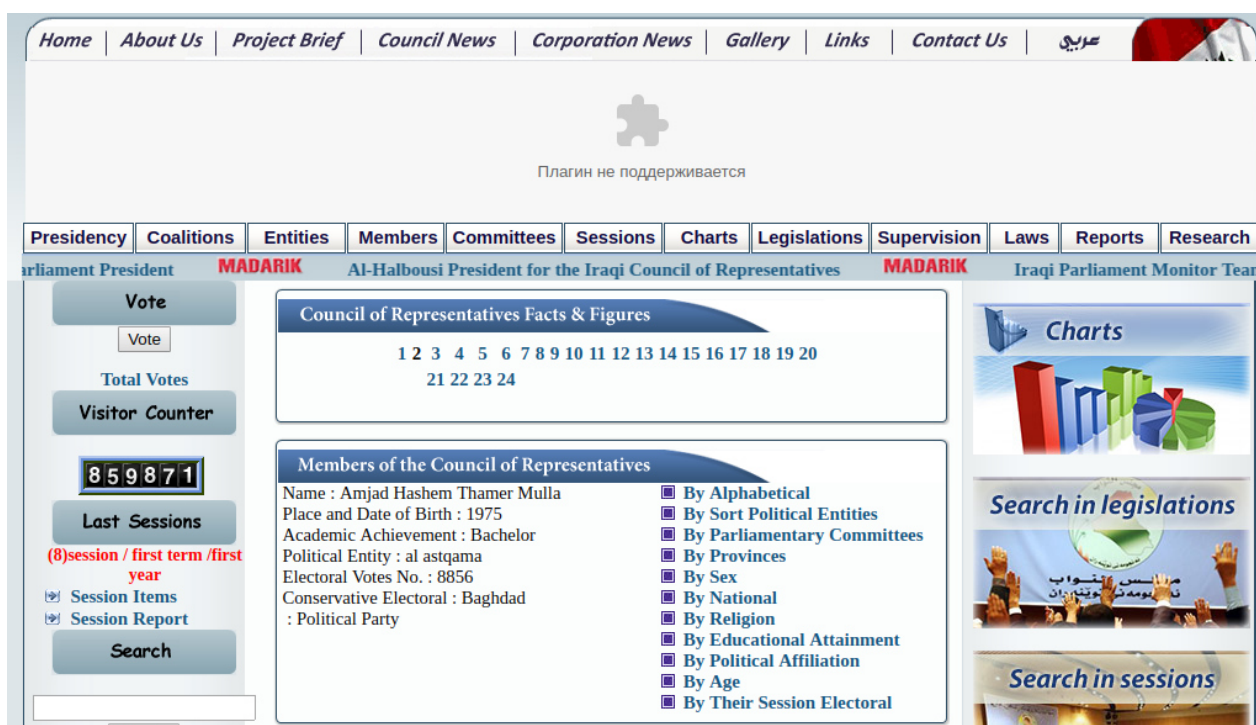 Home | About Us | Project Brief | Council News | Corporation News | Gallery | Links | Contact Us | عربي
Плагин не поддерживается
Presidency Coalitions Entities Members Committees Sessions Charts Legislations Supervision Laws Reports Research
arliament President MADARIK Al-Halbousi President for the Iraqi Council of Representatives MADARIK Iraqi Parliament Monitor Tear
Vote
Vote
Total Votes
Visitor Counter
859871
Last Sessions
(8)session / first term /first
year
Session Items
Session Report
Search
Council of Representatives Facts & Figures
1 2 3 4 5 6 7 8 9 10 11 12 13 14 15 16 17 18 19 20
21 22 23 24
Members of the Council of Representatives
Name : Amjad Hashem Thamer Mulla
Place and Date of Birth : 1975
Academic Achievement : Bachelor
Political Entity : al astqama
Electoral Votes No. : 8856
Conservative Electoral : Baghdad
: Political Party
By Alphabetical
By Sort Political Entities
By Parliamentary Committees
By Provinces
By Sex
By National
By Religion
By Educational Attainment
By Political Affiliation
By Age
By Their Session Electoral
Charts
Search in legislations
Search in sessions